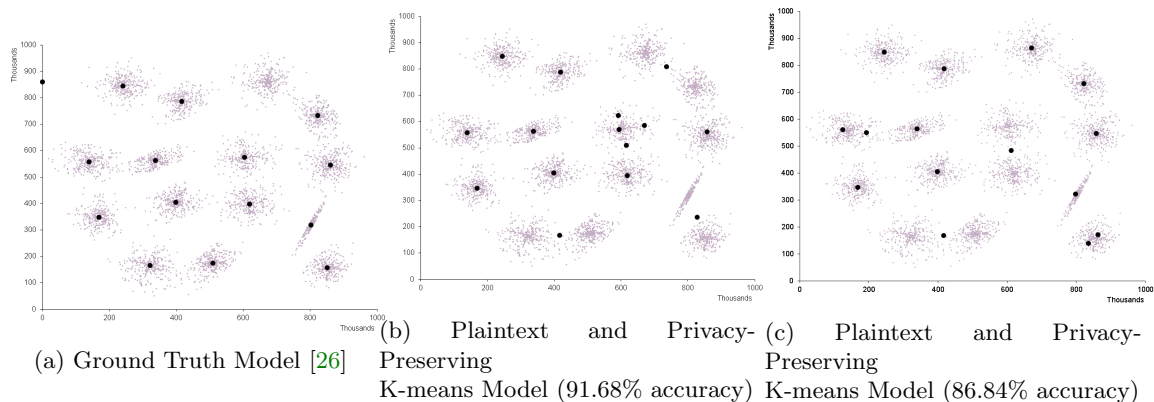 Thousands
1000
900
800
700
600
500
400
300
200
100
0
0 200 400 600 800 1000
Thousands
(a) Ground Truth Model [26]
Thousands
1000
900
800
700
600
500
400
300
200
100
0
0 200 400 600 800 1000
Thousands
(b) Plaintext and Privacy-
Preserving
K-means Model (91.68% accuracy)
Thousands
1000
900
800
700
600
500
400
300
200
100
0
0 200 400 600 800 1000
Thousands
(c) Plaintext and Privacy-
Preserving
K-means Model (86.84% accuracy)